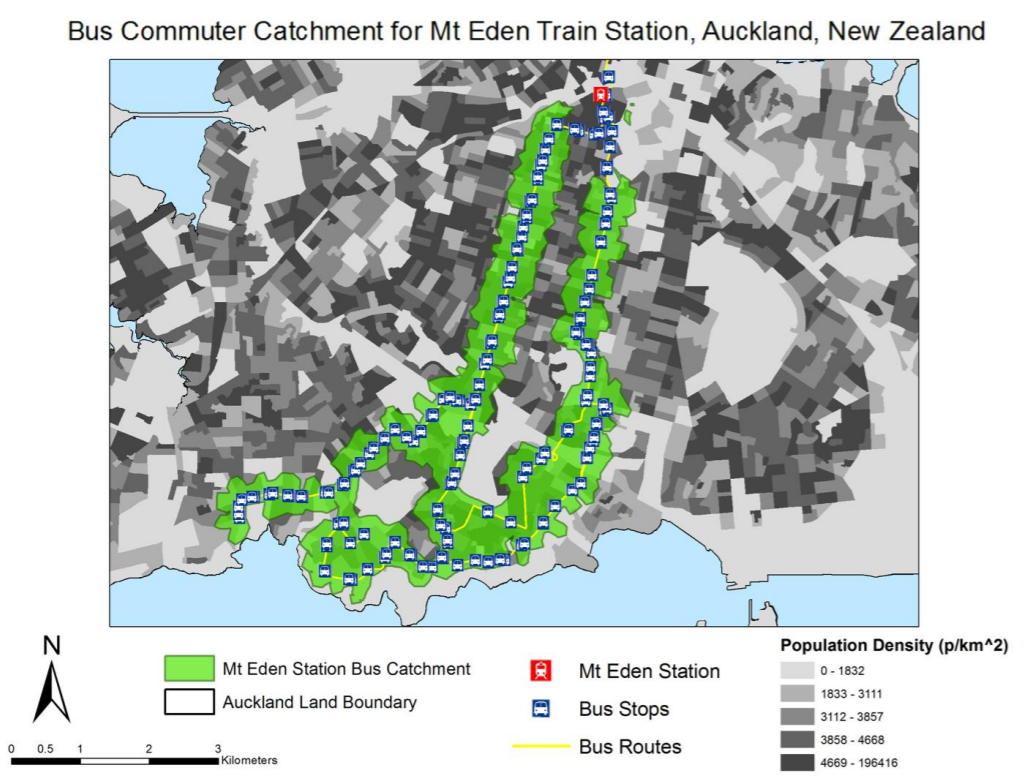 Bus Commuter Catchment for Mt Eden Train Station, Auckland, New Zealand
N
Mt Eden Station Bus Catchment
Auckland Land Boundary
0 0.5 1 2 3
Kilometers
Mt Eden Station
Bus Stops
Bus Routes
Population Density (p/km^2)
0 - 1832
1833 - 3111
3112 - 3857
3858 - 4668
4669 - 196416